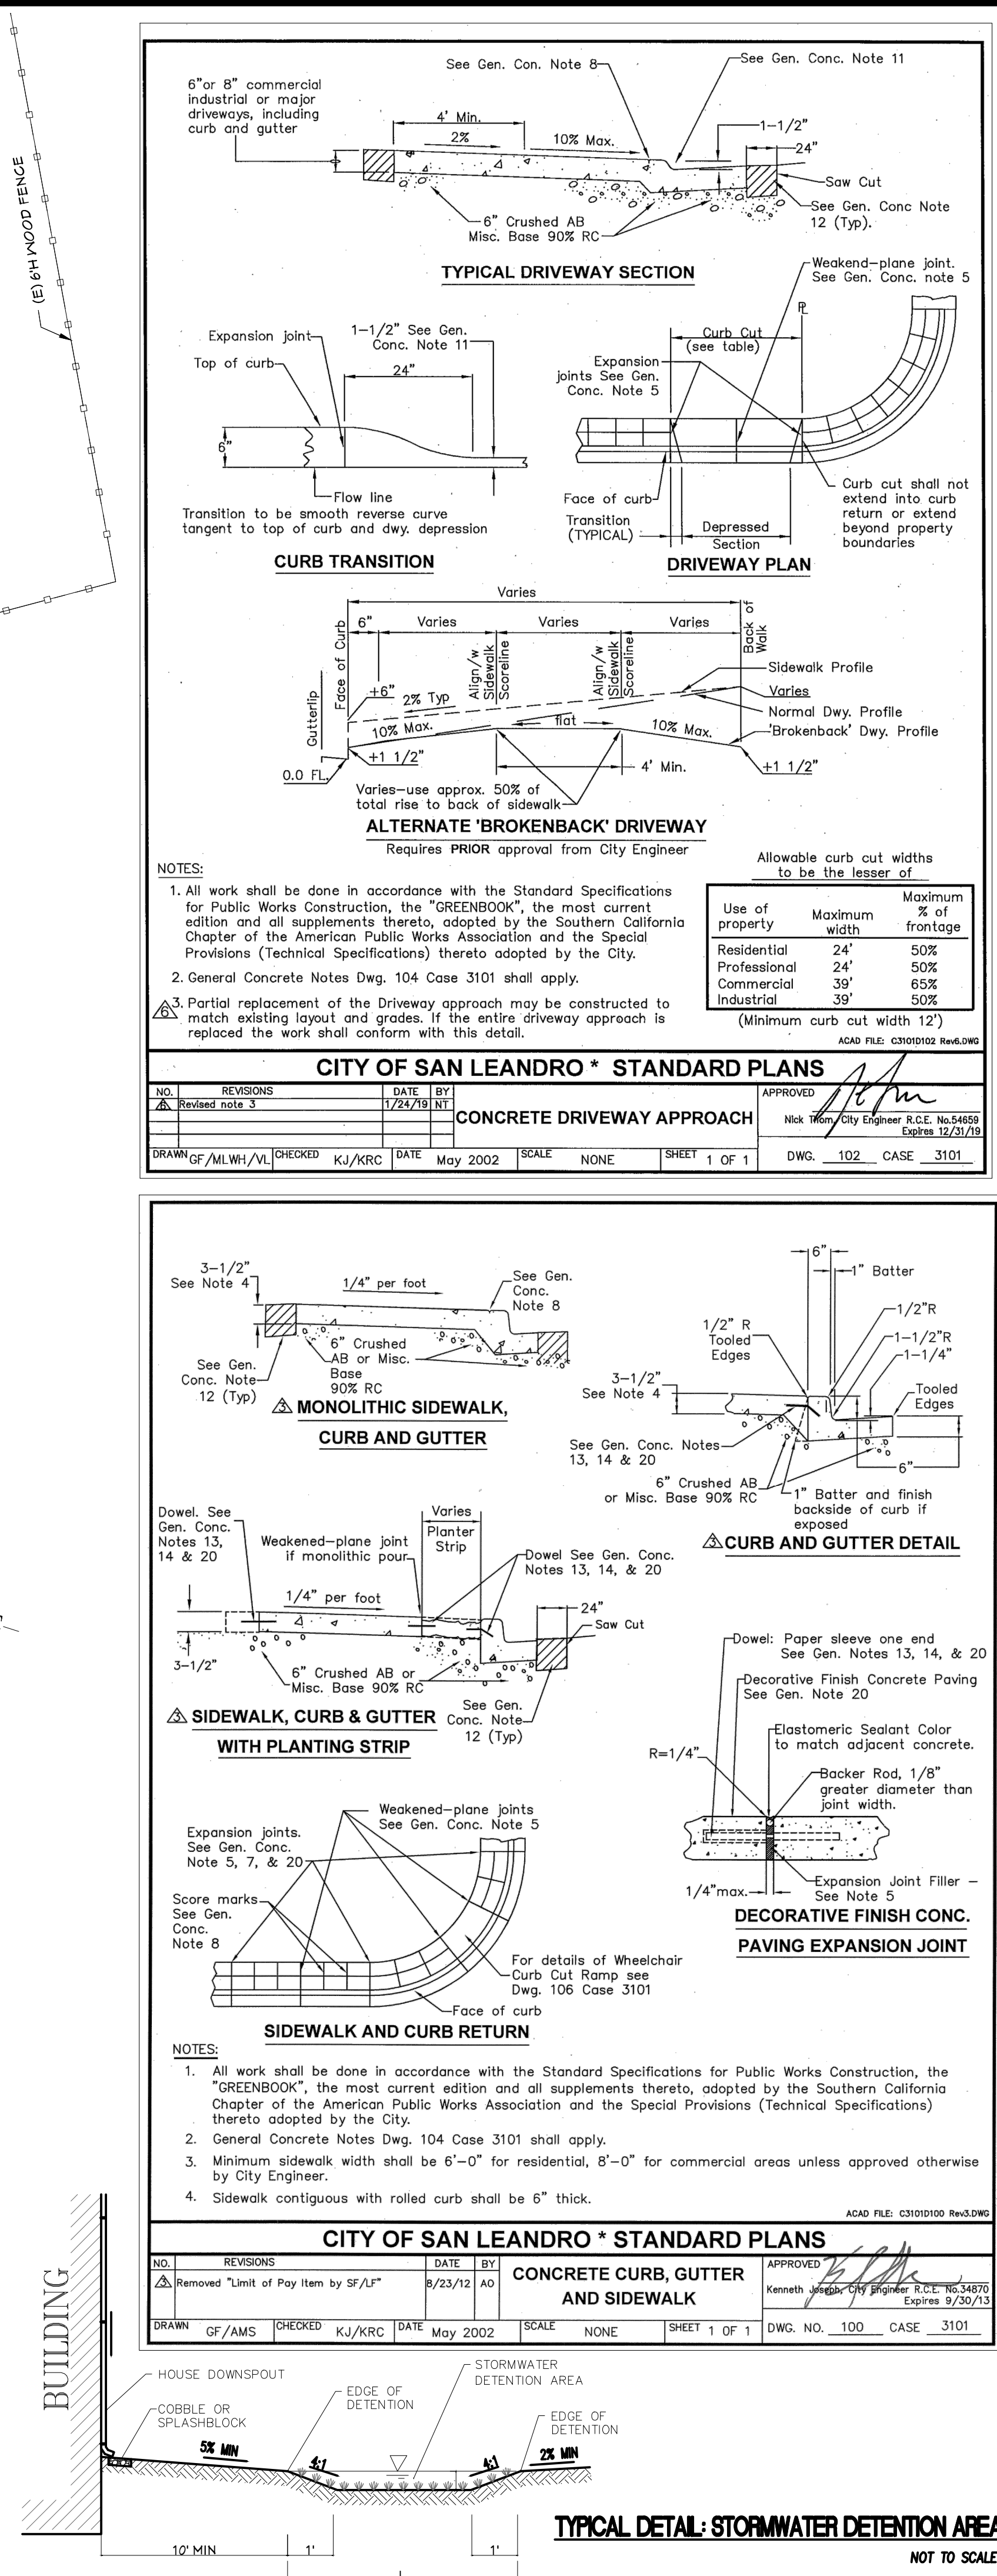 (E) 6'H WOOD FENCE
6"or 8" commercial
industrial or major
driveways, including
curb and gutter
See Gen. Con. Note 8
See Gen. Conc. Note 11
4' Min.
2%
10% Max.
1-1/2"
24"
Saw Cut
See Gen. Conc Note
12 (Typ).
6" Crushed AB
Misc. Base 90% RC
TYPICAL DRIVEWAY SECTION
Weakend-plane joint.
See Gen. Conc. note 5
Expansion joint
Top of curb
1-1/2" See Gen.
Conc. Note 11
24"
6"
Flow line
Transition to be smooth reverse curve
tangent to top of curb and dwy. depression
CURB TRANSITION
PL
Curb Cut
(see table)
Expansion
joints See Gen.
Conc. Note 5
Face of curb
Transition
(TYPICAL)
Depressed
Section
Curb cut shall not
extend into curb
return or extend
beyond property
boundaries
DRIVEWAY PLAN
Varies
6"
Varies
Varies
Varies
Gutterlip
Face of Curb
Align/w
Sidewalk
Scoreline
Align/w
Sidewalk
Scoreline
Back of
Walk
Sidewalk Profile
Varies
Normal Dwy. Profile
'Brokenback' Dwy. Profile
+6"
2% Typ
10% Max.
flat
10% Max.
+1 1/2"
4' Min.
+1 1/2"
0.0 FL.
Varies-use approx. 50% of
total rise to back of sidewalk
ALTERNATE 'BROKENBACK' DRIVEWAY
Requires PRIOR approval from City Engineer
NOTES:
1. All work shall be done in accordance with the Standard Specifications
for Public Works Construction, the "GREENBOOK", the most current
edition and all supplements thereto, adopted by the Southern California
Chapter of the American Public Works Association and the Special
Provisions (Technical Specifications) thereto adopted by the City.
2. General Concrete Notes Dwg. 104 Case 3101 shall apply.
6 3. Partial replacement of the Driveway approach may be constructed to
match existing layout and grades. If the entire driveway approach is
replaced the work shall conform with this detail.
Allowable curb cut widths
to be the lesser of
Use of property Maximum width Maximum % of frontage
Residential 24' 50%
Professional 24' 50%
Commercial 39' 65%
Industrial 39' 50%
(Minimum curb cut width 12')
ACAD FILE: C3101D102 Rev6.DWG
CITY OF SAN LEANDRO * STANDARD PLANS
NO. REVISIONS DATE BY
6 Revised note 3 1/24/19 NT
CONCRETE DRIVEWAY APPROACH
APPROVED
Nick Thom, City Engineer R.C.E. No.54659
Expires 12/31/19
DRAWN GF/MLWH/VL CHECKED KJ/KRC DATE May 2002 SCALE NONE SHEET 1 OF 1 DWG. 102 CASE 3101
3-1/2"
See Note 4
1/4" per foot
See Gen.
Conc.
Note 8
See Gen.
Conc. Note
12 (Typ)
6" Crushed
AB or Misc.
Base
90% RC
3 MONOLITHIC SIDEWALK,
CURB AND GUTTER
6"
1" Batter
1/2"R
1-1/2"R
1-1/4"
1/2" R
Tooled
Edges
3-1/2"
See Note 4
Tooled
Edges
See Gen. Conc. Notes
13, 14 & 20
6"
6" Crushed AB
or Misc. Base 90% RC
1" Batter and finish
backside of curb if
exposed
3 CURB AND GUTTER DETAIL
Dowel. See
Gen. Conc.
Notes 13,
14 & 20
Weakened-plane joint
if monolithic pour
Varies
Planter
Strip
Dowel See Gen. Conc.
Notes 13, 14, & 20
1/4" per foot
24"
Saw Cut
3-1/2"
6" Crushed AB or
Misc. Base 90% RC
See Gen.
Conc. Note
12 (Typ)
3 SIDEWALK, CURB & GUTTER
WITH PLANTING STRIP
Dowel: Paper sleeve one end
See Gen. Notes 13, 14, & 20
Decorative Finish Concrete Paving
See Gen. Note 20
Elastomeric Sealant Color
to match adjacent concrete.
R=1/4"
Backer Rod, 1/8"
greater diameter than
joint width.
1/4"max.
Expansion Joint Filler -
See Note 5
DECORATIVE FINISH CONC.
PAVING EXPANSION JOINT
Weakened-plane joints
See Gen. Conc. Note 5
Expansion joints.
See Gen. Conc.
Note 5, 7, & 20
Score marks
See Gen.
Conc.
Note 8
For details of Wheelchair
Curb Cut Ramp see
Dwg. 106 Case 3101
Face of curb
SIDEWALK AND CURB RETURN
NOTES:
1. All work shall be done in accordance with the Standard Specifications for Public Works Construction, the
"GREENBOOK", the most current edition and all supplements thereto, adopted by the Southern California
Chapter of the American Public Works Association and the Special Provisions (Technical Specifications)
thereto adopted by the City.
2. General Concrete Notes Dwg. 104 Case 3101 shall apply.
3. Minimum sidewalk width shall be 6'-0" for residential, 8'-0" for commercial areas unless approved otherwise
by City Engineer.
4. Sidewalk contiguous with rolled curb shall be 6" thick.
ACAD FILE: C3101D100 Rev3.DWG
CITY OF SAN LEANDRO * STANDARD PLANS
NO. REVISIONS DATE BY
3 Removed "Limit of Pay Item by SF/LF" 8/23/12 AO
CONCRETE CURB, GUTTER
AND SIDEWALK
APPROVED
Kenneth Joseph, City Engineer R.C.E. No.34870
Expires 9/30/13
DRAWN GF/AMS CHECKED KJ/KRC DATE May 2002 SCALE NONE SHEET 1 OF 1 DWG. NO. 100 CASE 3101
BUILDING
HOUSE DOWNSPOUT
COBBLE OR
SPLASHBLOCK
EDGE OF
DETENTION
STORMWATER
DETENTION AREA
EDGE OF
DETENTION
5% MIN
4:1
4:1
2% MIN
10' MIN
1'
1'
TYPICAL DETAIL: STORMWATER DETENTION AREA
NOT TO SCALE